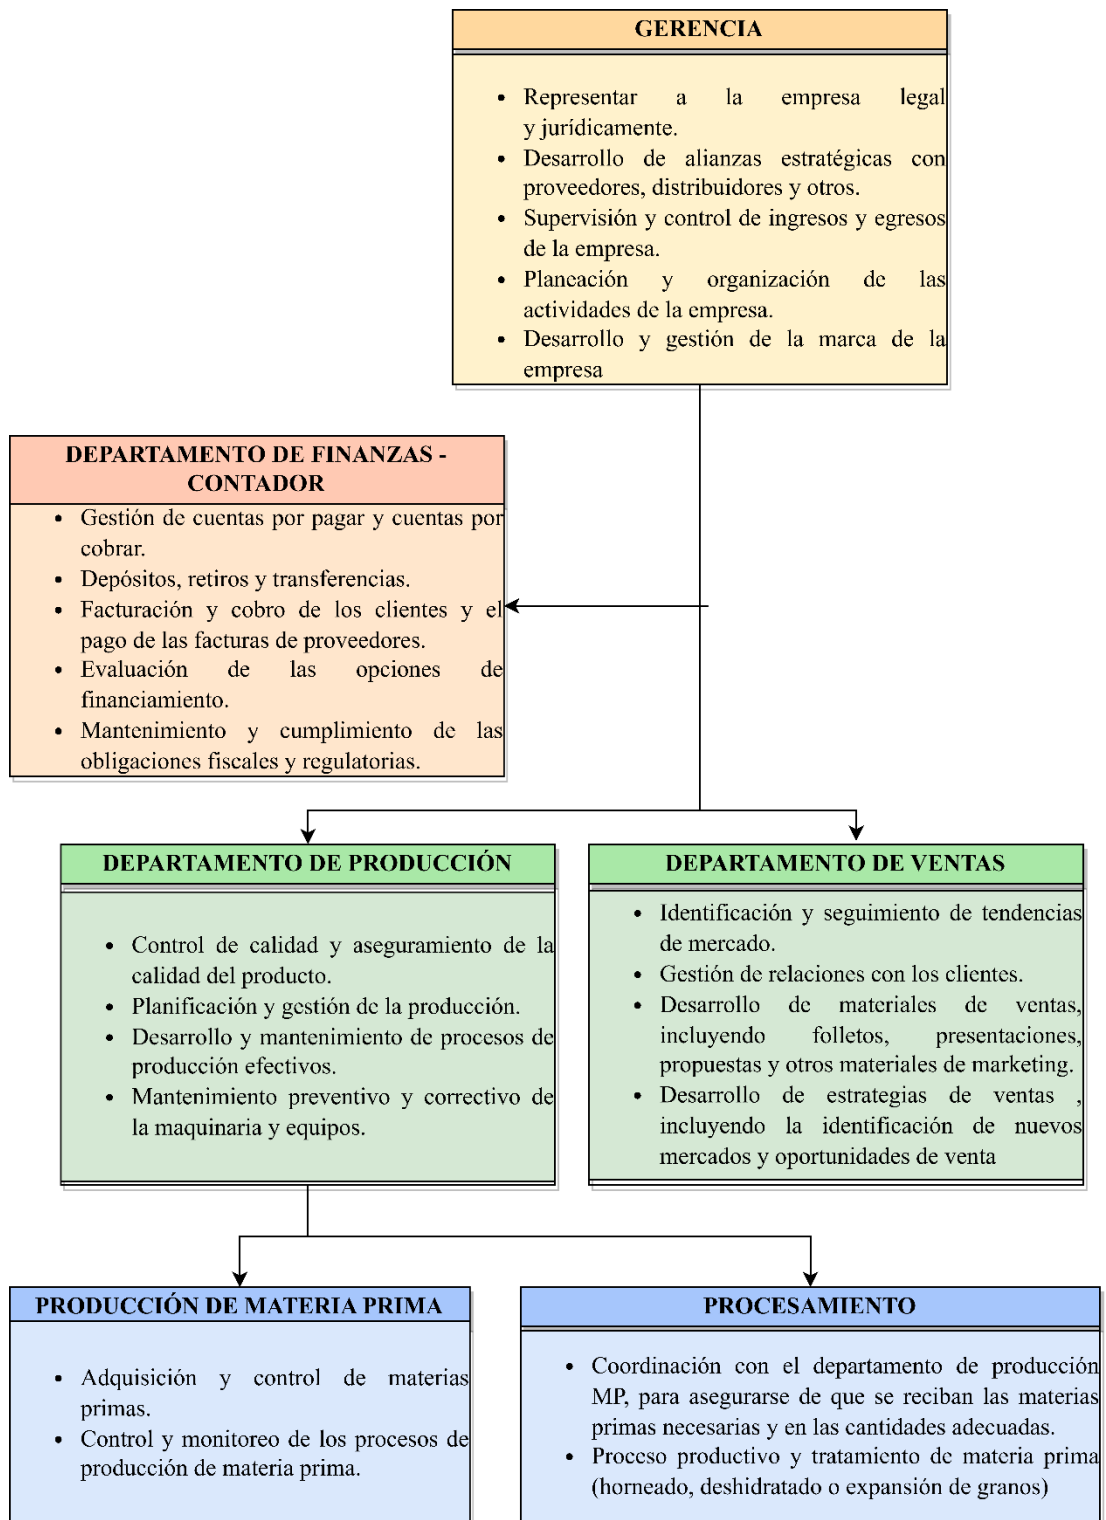 GERENCIA
• Representar a la empresa legal
y jurídicamente.
• Desarrollo de alianzas estratégicas con
proveedores, distribuidores y otros.
• Supervisión y control de ingresos y egresos
de la empresa.
• Planeación y organización de las
actividades de la empresa.
• Desarrollo y gestión de la marca de la
empresa
DEPARTAMENTO DE FINANZAS -
CONTADOR
• Gestión de cuentas por pagar y cuentas por
cobrar.
• Depósitos, retiros y transferencias.
• Facturación y cobro de los clientes y el
pago de las facturas de proveedores.
• Evaluación de las opciones de
financiamiento.
• Mantenimiento y cumplimiento de las
obligaciones fiscales y regulatorias.
DEPARTAMENTO DE PRODUCCIÓN
• Control de calidad y aseguramiento de la
calidad del producto.
• Planificación y gestión de la producción.
• Desarrollo y mantenimiento de procesos de
producción efectivos.
• Mantenimiento preventivo y correctivo de
la maquinaria y equipos.
DEPARTAMENTO DE VENTAS
• Identificación y seguimiento de tendencias
de mercado.
• Gestión de relaciones con los clientes.
• Desarrollo de materiales de ventas,
incluyendo folletos, presentaciones,
propuestas y otros materiales de marketing.
• Desarrollo de estrategias de ventas ,
incluyendo la identificación de nuevos
mercados y oportunidades de venta
PRODUCCIÓN DE MATERIA PRIMA
• Adquisición y control de materias
primas.
• Control y monitoreo de los procesos de
producción de materia prima.
PROCESAMIENTO
• Coordinación con el departamento de producción
MP, para asegurarse de que se reciban las materias
primas necesarias y en las cantidades adecuadas.
• Proceso productivo y tratamiento de materia prima
(horneado, deshidratado o expansión de granos)